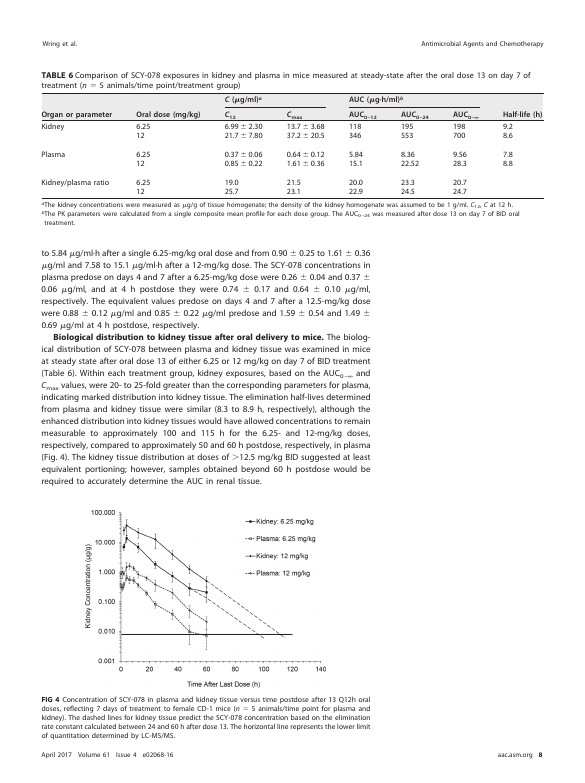 Wring et al.
Antimicrobial Agents and Chemotherapy
TABLE 6 Comparison of SCY-078 exposures in kidney and plasma in mice measured at steady-state after the oral dose 13 on day 7 of
treatment (n = 5 animals/time point/treatment group)
C (μg/ml)a AUC (μg·h/ml)b
Organ or parameter Oral dose (mg/kg) C12 Cmax AUC0–12 AUC0–24 AUC0–∞ Half-life (h)
Kidney 6.25 6.99 ± 2.30 13.7 ± 3.68 118 195 198 9.2
12 21.7 ± 7.80 37.2 ± 20.5 346 553 700 8.6
Plasma 6.25 0.37 ± 0.06 0.64 ± 0.12 5.84 8.36 9.56 7.8
12 0.85 ± 0.22 1.61 ± 0.36 15.1 22.52 28.3 8.8
Kidney/plasma ratio 6.25 19.0 21.5 20.0 23.3 20.7
12 25.7 23.1 22.9 24.5 24.7
aThe kidney concentrations were measured as μg/g of tissue homogenate; the density of the kidney homogenate was assumed to be 1 g/ml. C12, C at 12 h.
bThe PK parameters were calculated from a single composite mean profile for each dose group. The AUC0–24 was measured after dose 13 on day 7 of BID oral
treatment.
to 5.84 μg/ml·h after a single 6.25-mg/kg oral dose and from 0.90 ± 0.25 to 1.61 ± 0.36
μg/ml and 7.58 to 15.1 μg/ml·h after a 12-mg/kg dose. The SCY-078 concentrations in
plasma predose on days 4 and 7 after a 6.25-mg/kg dose were 0.26 ± 0.04 and 0.37 ±
0.06 μg/ml, and at 4 h postdose they were 0.74 ± 0.17 and 0.64 ± 0.10 μg/ml,
respectively. The equivalent values predose on days 4 and 7 after a 12.5-mg/kg dose
were 0.88 ± 0.12 μg/ml and 0.85 ± 0.22 μg/ml predose and 1.59 ± 0.54 and 1.49 ±
0.69 μg/ml at 4 h postdose, respectively.
Biological distribution to kidney tissue after oral delivery to mice. The biolog-
ical distribution of SCY-078 between plasma and kidney tissue was examined in mice
at steady state after oral dose 13 of either 6.25 or 12 mg/kg on day 7 of BID treatment
(Table 6). Within each treatment group, kidney exposures, based on the AUC0–∞ and
Cmax values, were 20- to 25-fold greater than the corresponding parameters for plasma,
indicating marked distribution into kidney tissue. The elimination half-lives determined
from plasma and kidney tissue were similar (8.3 to 8.9 h, respectively), although the
enhanced distribution into kidney tissues would have allowed concentrations to remain
measurable to approximately 100 and 115 h for the 6.25- and 12-mg/kg doses,
respectively, compared to approximately 50 and 60 h postdose, respectively, in plasma
(Fig. 4). The kidney tissue distribution at doses of >12.5 mg/kg BID suggested at least
equivalent portioning; however, samples obtained beyond 60 h postdose would be
required to accurately determine the AUC in renal tissue.
100.000
10.000
1.000
0.100
0.010
0.001
Kidney Concentration (μg/g)
Kidney: 6.25 mg/kg
Plasma: 6.25 mg/kg
Kidney: 12 mg/kg
Plasma: 12 mg/kg
0 20 40 60 80 100 120 140
Time After Last Dose (h)
FIG 4 Concentration of SCY-078 in plasma and kidney tissue versus time postdose after 13 Q12h oral
doses, reflecting 7 days of treatment to female CD-1 mice (n = 5 animals/time point for plasma and
kidney). The dashed lines for kidney tissue predict the SCY-078 concentration based on the elimination
rate constant calculated between 24 and 60 h after dose 13. The horizontal line represents the lower limit
of quantitation determined by LC-MS/MS.
April 2017 Volume 61 Issue 4 e02068-16
aac.asm.org 8